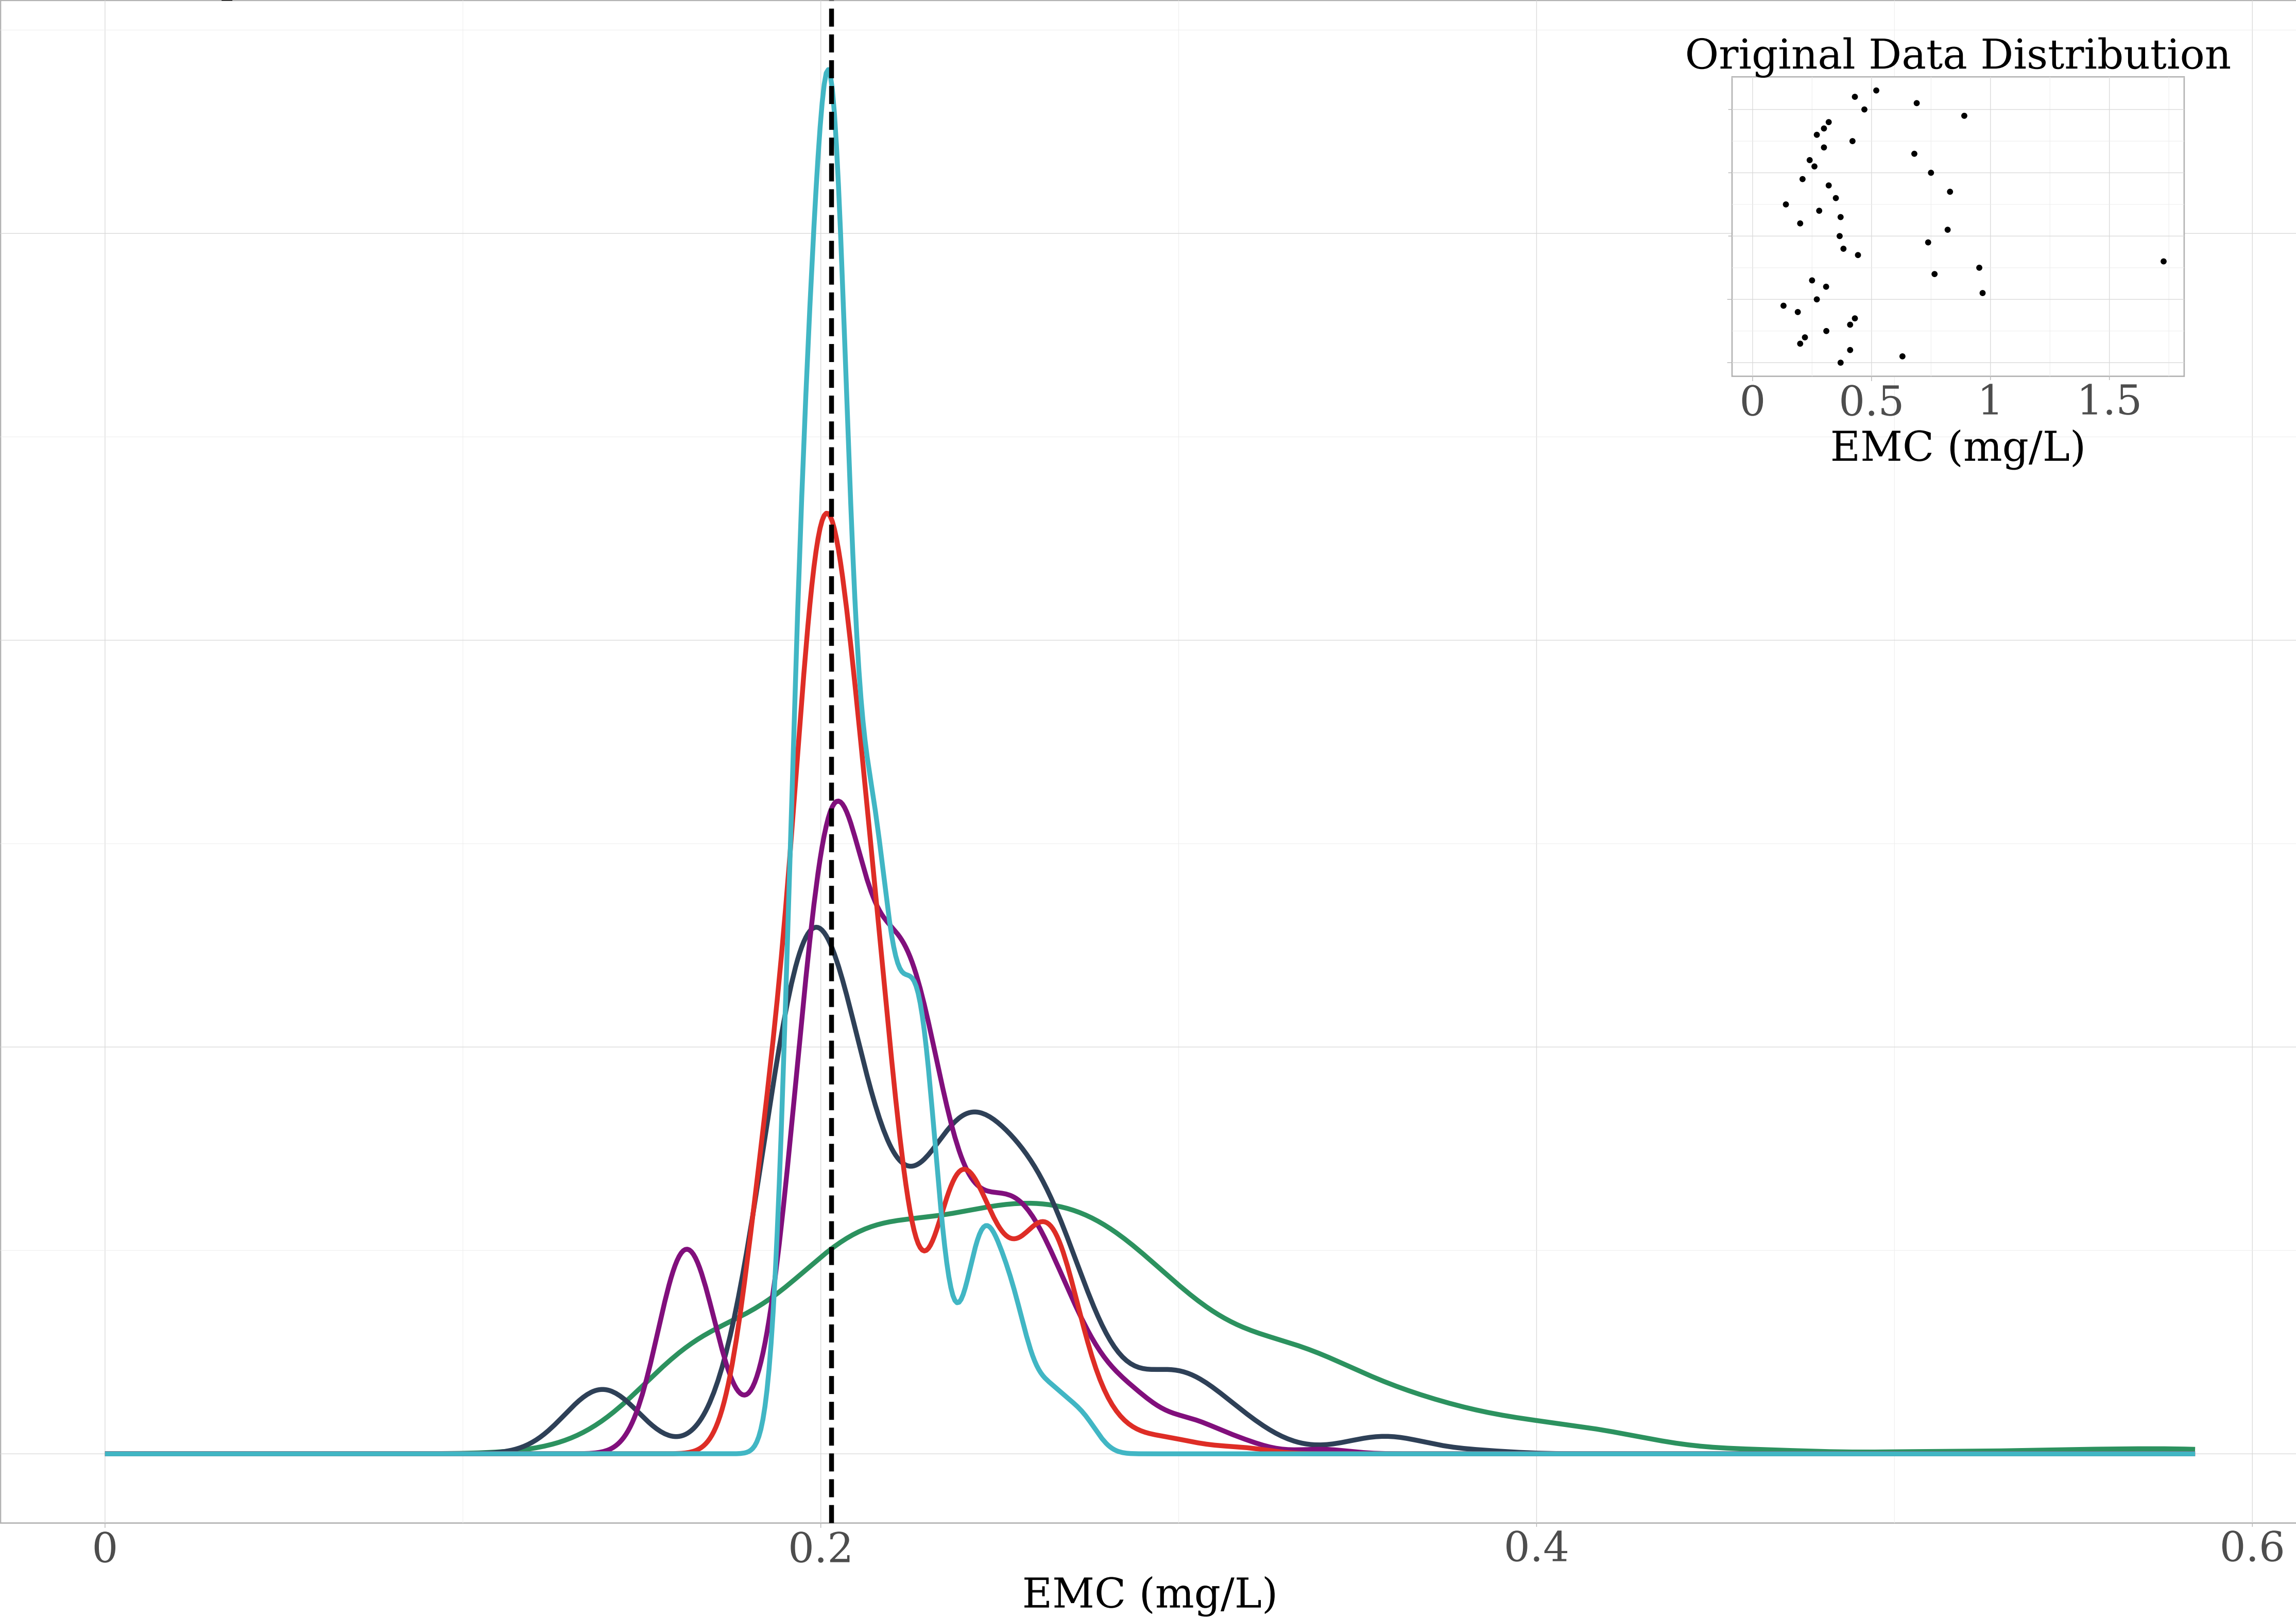 Original Data Distribution
0 0.5 1 1.5
EMC (mg/L)
0 0.2 0.4 0.6
EMC (mg/L)